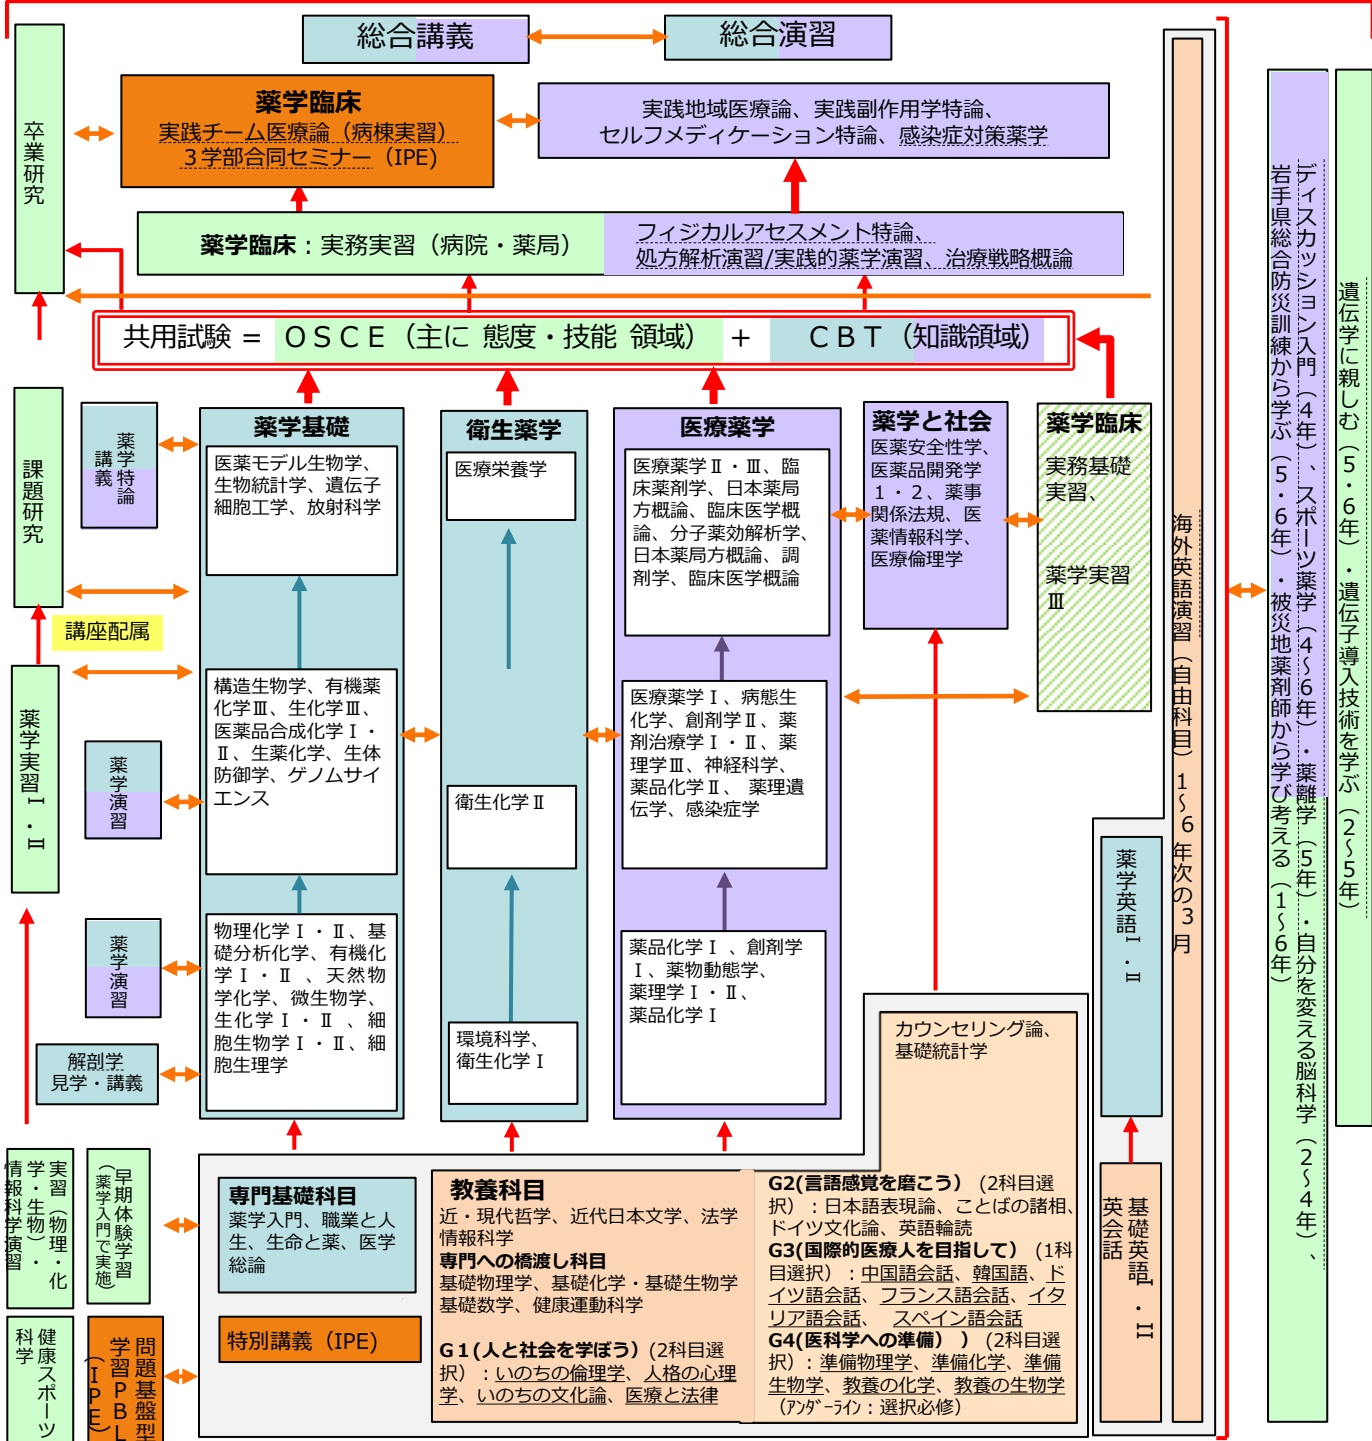 総合講義
総合演習
卒業研究
薬学臨床
実践チーム医療論（病棟実習）
３学部合同セミナー（IPE)
実践地域医療論、実践副作用学特論、
セルフメディケーション特論、感染症対策薬学
薬学臨床：実務実習（病院・薬局）
フィジカルアセスメント特論、
処方解析演習/実践的薬学演習、治療戦略概論
共用試験 = ＯＳＣＥ（主に 態度・技能 領域） + ＣＢＴ（知識領域）
課題研究
薬学特論
講義
薬学基礎
医薬モデル生物学、
生物統計学、遺伝子
細胞工学、放射科学
衛生薬学
医療栄養学
医療薬学
医療薬学Ⅱ・Ⅲ、臨
床薬剤学、日本薬局
方概論、臨床医学概
論、分子薬効解析学、
日本薬局方概論、調
剤学、臨床医学概論
薬学と社会
医薬安全性学、
医薬品開発学
１・２、薬事
関係法規、医
薬情報科学、
医療倫理学
薬学臨床
実務基礎
実習、
薬学実習
Ⅲ
講座配属
薬学実習Ⅰ．Ⅱ
薬学演習
構造生物学、有機薬
化学Ⅲ、生化学Ⅲ、
医薬品合成化学Ⅰ・
Ⅱ、生薬化学、生体
防御学、ゲノムサイ
エンス
衛生化学Ⅱ
医療薬学Ⅰ、病態生
化学、創剤学Ⅱ、薬
剤治療学Ⅰ・Ⅱ、薬
理学Ⅲ、神経科学、
薬品化学Ⅱ、 薬理遺
伝学、感染症学
薬学演習
物理化学Ⅰ・Ⅱ、基
礎分析化学、有機化
学Ⅰ・Ⅱ 、天然物
学化学、微生物学、
生化学Ⅰ・Ⅱ 、細
胞生物学Ⅰ・Ⅱ、細
胞生理学
環境科学、
衛生化学Ⅰ
薬品化学Ⅰ 、創剤学
Ⅰ、薬物動態学、
薬理学Ⅰ・Ⅱ、
薬品化学Ⅰ
解剖学
見学・講義
カウンセリング論、
基礎統計学
実習（物理・化
学・生物）・
情報科学演習
早期体験学習
（薬学入門で実施）
専門基礎科目
薬学入門、職業と人
生、生命と薬、医学
総論
特別講義（IPE)
教養科目
近・現代哲学、近代日本文学、法学
情報科学
専門への橋渡し科目
基礎物理学、基礎化学・基礎生物学
基礎数学、健康運動科学
G１(人と社会を学ぼう）(2科目選
択）：いのちの倫理学、人格の心理
学、いのちの文化論、医療と法律
G2(言語感覚を磨こう） (2科目選
択）：日本語表現論、ことばの諸相、
ドイツ文化論、英語輪読
G3(国際的医療人を目指して） (1科
目選択）：中国語会話、韓国語、ド
イツ語会話、フランス語会話、イタ
リア語会話、 スペイン語会話
G4(医科学への準備） ）(2科目選
択）：準備物理学、準備化学、準備
生物学、教養の化学、教養の生物学
（ｱﾝﾀﾞｰﾗｲﾝ：選択必修）
健康スポーツ
科学
問題基盤型
学習ＰＢＬ
（ＩＰＥ）
薬学英語Ⅰ．Ⅱ
基礎英語Ⅰ．Ⅱ
英会話
海外英語演習（自由科目）１～６年次の３月
ディスカッション入門（４年）、スポーツ薬学（４～６年）・薬離学（５年）・自分を変える脳科学（２～４年）、
岩手県総合防災訓練から学ぶ（５・６年）・被災地薬剤師から学び考える（１～６年）
遺伝学に親しむ（５・６年）・遺伝子導入技術を学ぶ（２～５年）